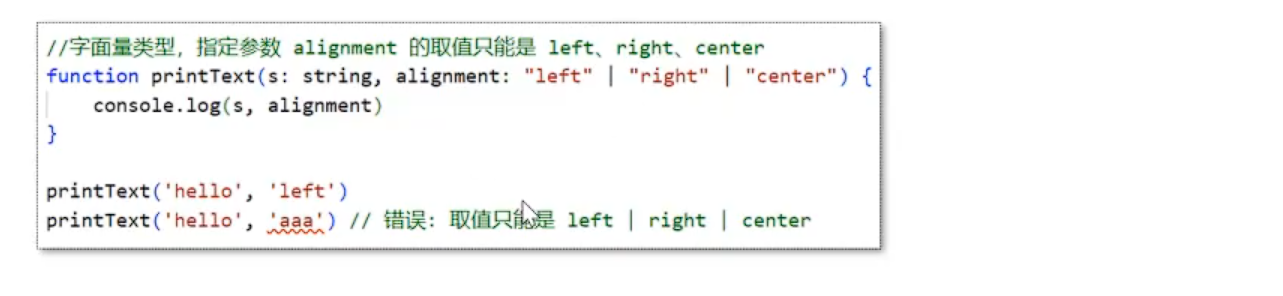 //字面量类型，指定参数 alignment 的取值只能是 left、right、center
function printText(s: string, alignment: "left" | "right" | "center") {
    console.log(s, alignment)
}
printText('hello', 'left')
printText('hello', 'aaa') // 错误: 取值只能是 left | right | center